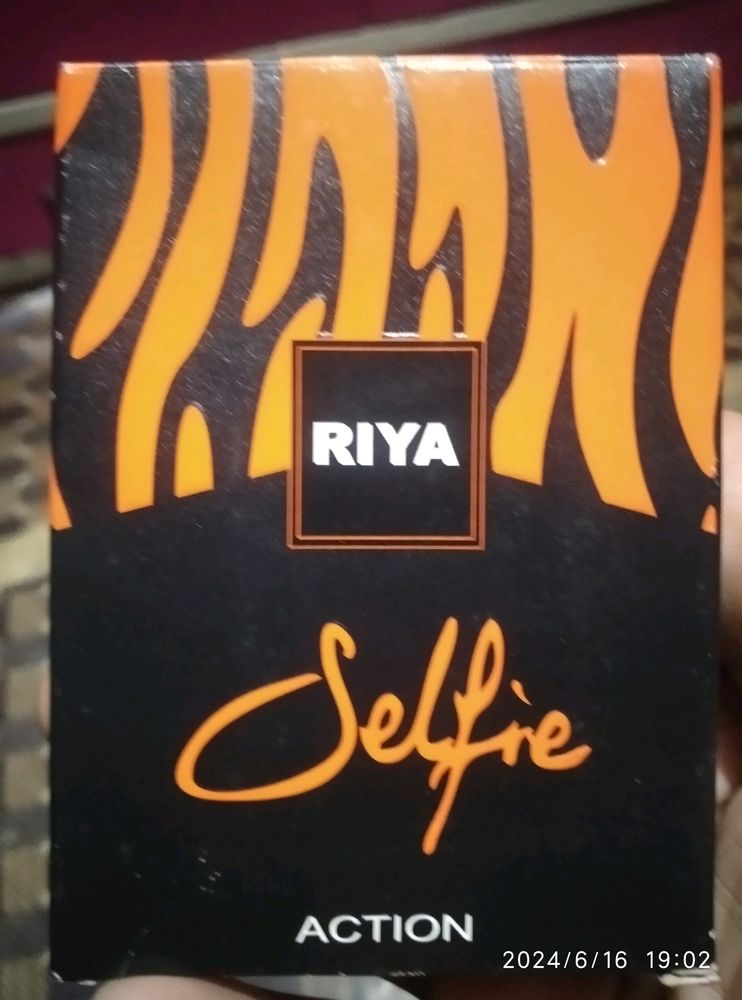 RIYA
Selfie
ACTION
2024/6/16 19:02